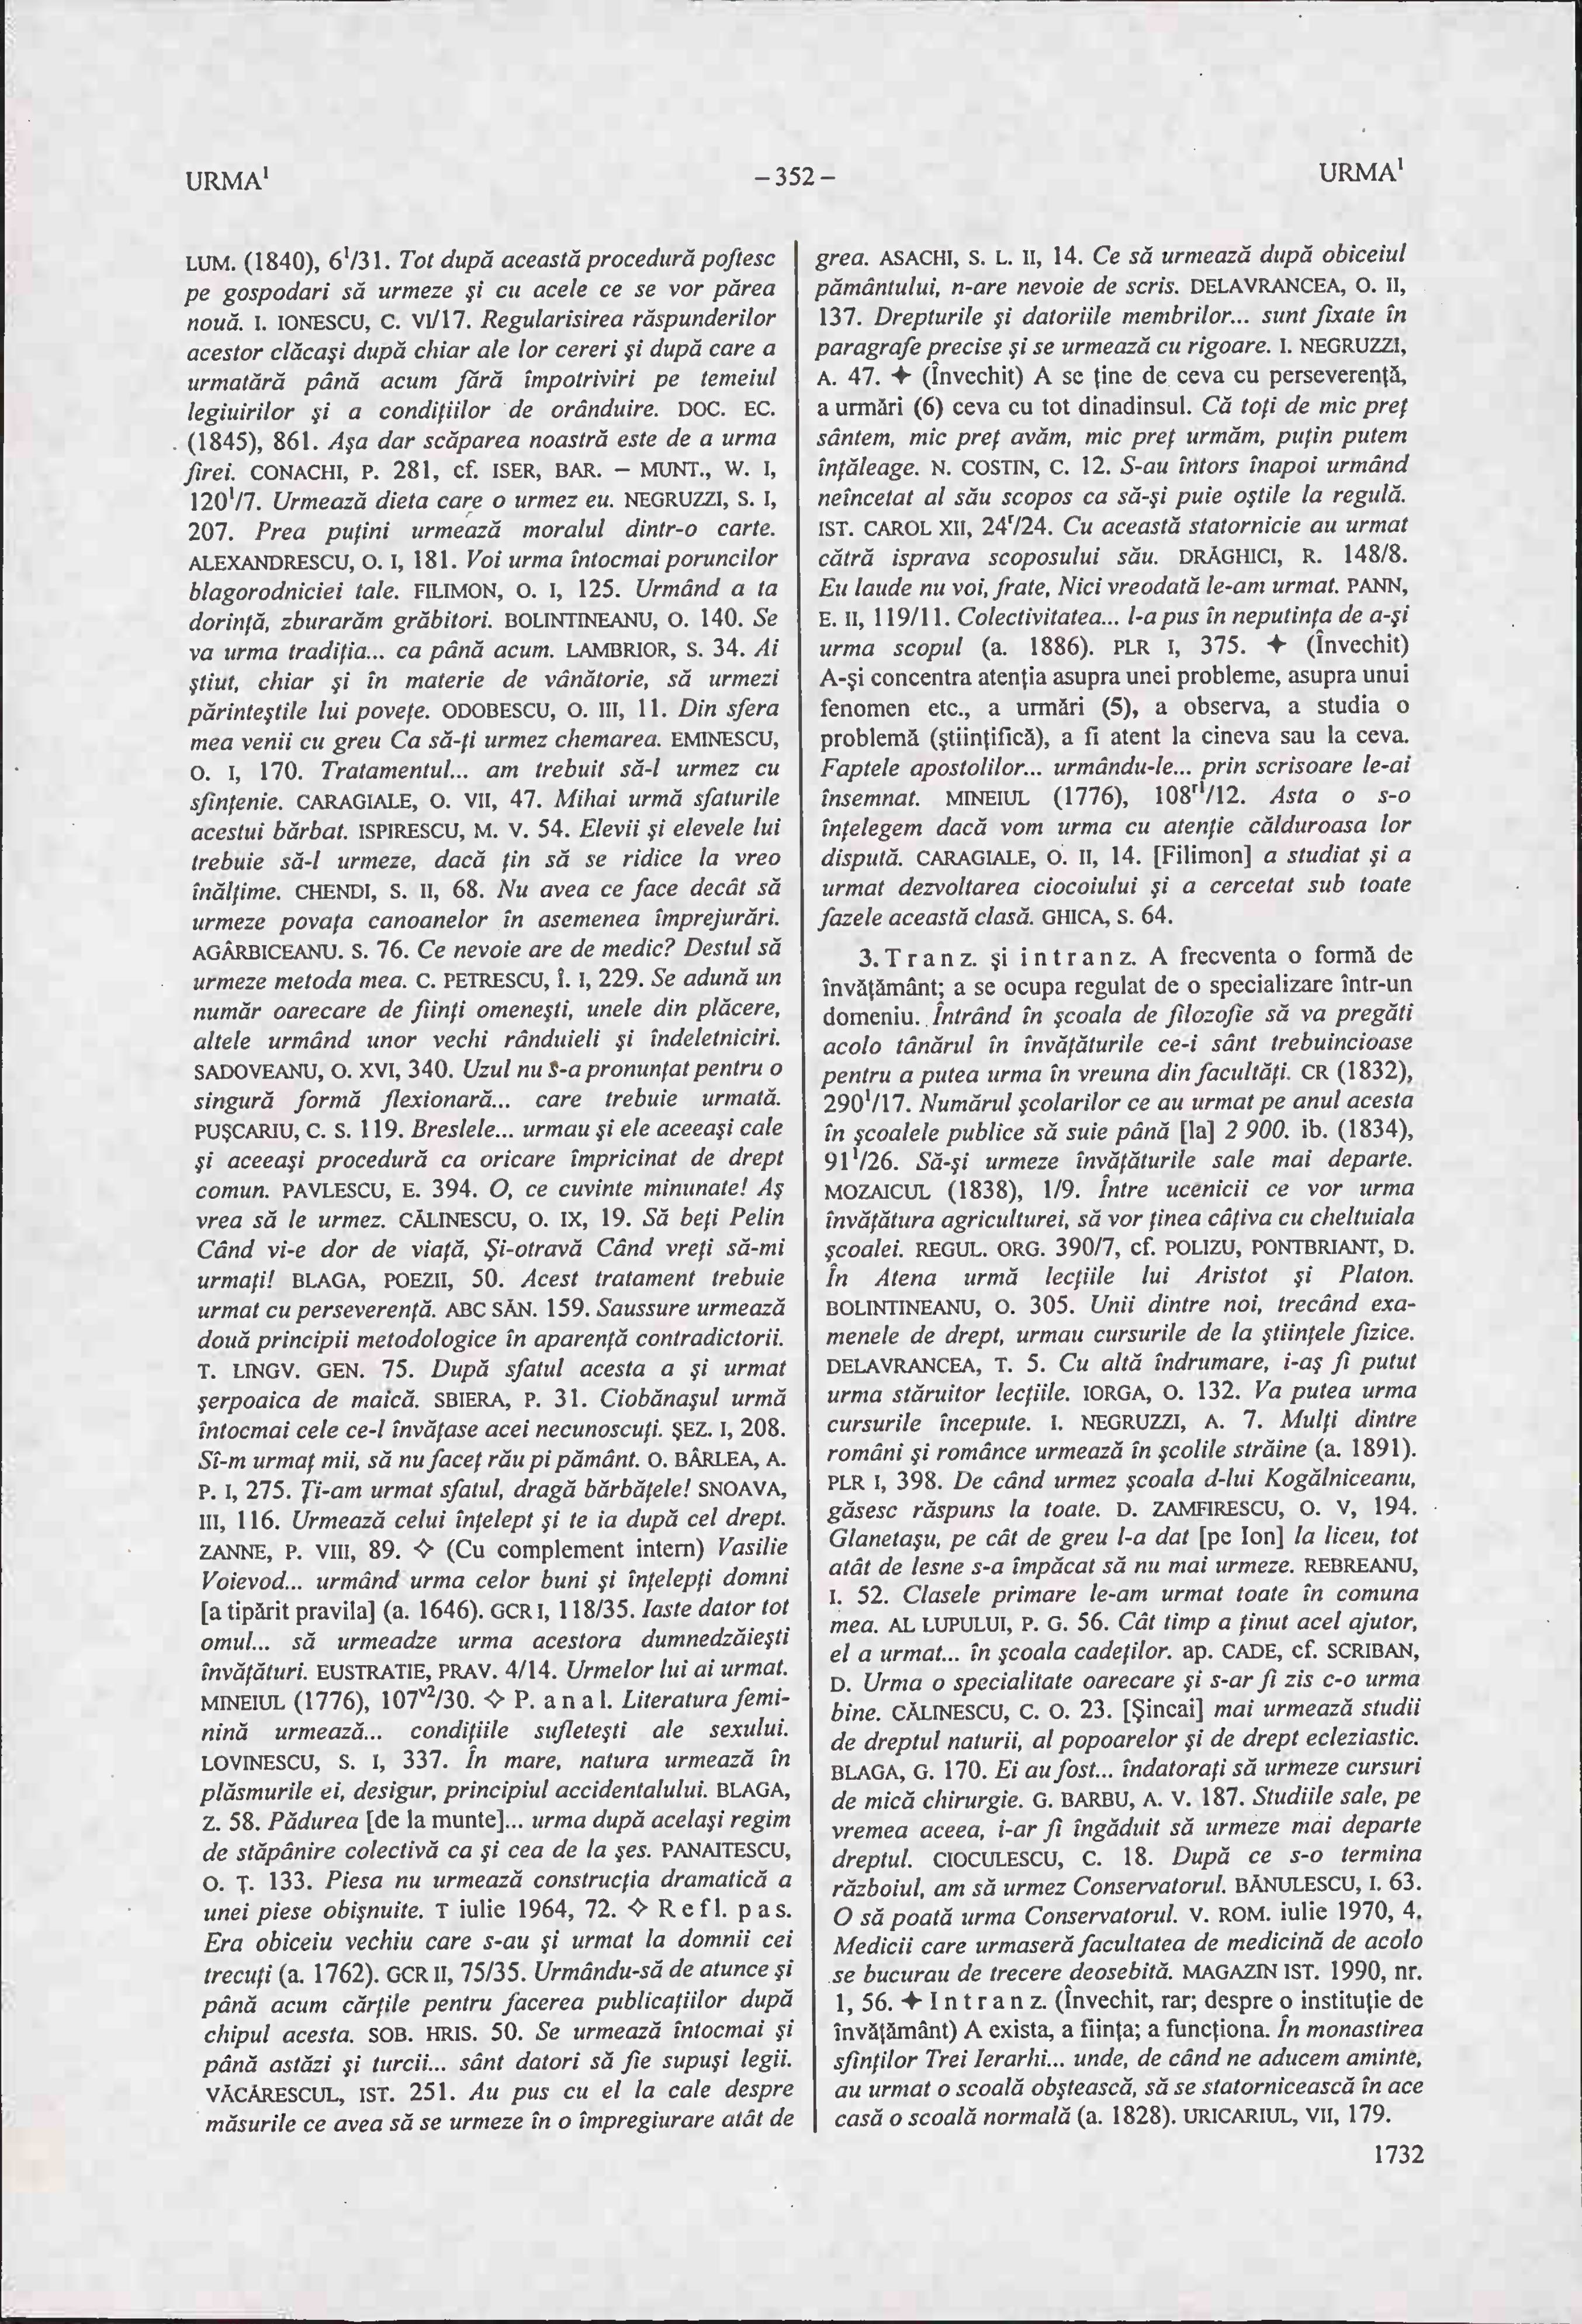 URMA¹
– 352 –
URMA¹
LUM. (1840), 6¹/31. Tot după această procedură poftesc
pe gospodari să urmeze şi cu acele ce se vor părea
nouă. I. IONESCU, C. VI/17. Regularisirea răspunderilor
acestor clăcaşi după chiar ale lor cereri şi după care a
urmatără până acum fără împotriviri pe temeiul
legiuirilor şi a condiţiilor de orânduire. DOC. EC.
(1845), 861. Aşa dar scăparea noastră este de a urma
firei. CONACHI, P. 281, cf. ISER, BAR. – MUNT., W. I,
120¹/7. Urmează dieta care o urmez eu. NEGRUZZI, S. I,
207. Prea puţini urmează moralul dintr-o carte.
ALEXANDRESCU, O. I, 181. Voi urma întocmai poruncilor
blagorodniciei tale. FILIMON, O. I, 125. Urmând a ta
dorinţă, zburarăm grăbitori. BOLINTINEANU, O. 140. Se
va urma tradiţia... ca până acum. LAMBRIOR, S. 34. Ai
ştiut, chiar şi în materie de vânătorie, să urmezi
părinteştile lui poveţe. ODOBESCU, O. III, 11. Din sfera
mea venii cu greu Ca să-ţi urmez chemarea. EMINESCU,
O. I, 170. Tratamentul... am trebuit să-l urmez cu
sfinţenie. CARAGIALE, O. VII, 47. Mihai urmă sfaturile
acestui bărbat. ISPIRESCU, M. V. 54. Elevii şi elevele lui
trebuie să-l urmeze, dacă ţin să se ridice la vreo
înălţime. CHENDI, S. II, 68. Nu avea ce face decât să
urmeze povaţa canoanelor în asemenea împrejurări.
AGÂRBICEANU. S. 76. Ce nevoie are de medic? Destul să
urmeze metoda mea. C. PETRESCU, Î. I, 229. Se adună un
număr oarecare de fiinţi omeneşti, unele din plăcere,
altele urmând unor vechi rânduieli şi îndeletniciri.
SADOVEANU, O. XVI, 340. Uzul nu s-a pronunţat pentru o
singură formă flexionară... care trebuie urmată.
PUŞCARIU, C. S. 119. Breslele... urmau şi ele aceeaşi cale
şi aceeaşi procedură ca oricare împricinat de drept
comun. PAVLESCU, E. 394. O, ce cuvinte minunate! Aş
vrea să le urmez. CĂLINESCU, O. IX, 19. Să beţi Pelin
Când vi-e dor de viaţă, Şi-otravă Când vreţi să-mi
urmaţi! BLAGA, POEZII, 50. Acest tratament trebuie
urmat cu perseverenţă. ABC SĂN. 159. Saussure urmează
două principii metodologice în aparenţă contradictorii.
T. LINGV. GEN. 75. După sfatul acesta a şi urmat
şerpoaica de maică. SBIERA, P. 31. Ciobănaşul urmă
întocmai cele ce-l învăţase acei necunoscuţi. ŞEZ. I, 208.
Sî-m urmaţ mii, să nu faceţ rău pi pământ. O. BÂRLEA, A.
P. I, 275. Ţi-am urmat sfatul, dragă bărbăţele! SNOAVA,
III, 116. Urmează celui înţelept şi te ia după cel drept.
ZANNE, P. VIII, 89. ◇ (Cu complement intern) Vasilie
Voievod... urmând urma celor buni şi înţelepţi domni
[a tipărit pravila] (a. 1646). GCR I, 118/35. Iaste dator tot
omul... să urmeadze urma acestora dumnedzăieşti
învăţături. EUSTRATIE, PRAV. 4/14. Urmelor lui ai urmat.
MINEIUL (1776), 107ᵛ²/30. ◇ P. a n a l. Literatura femi-
nină urmează... condiţiile sufleteşti ale sexului.
LOVINESCU, S. I, 337. În mare, natura urmează în
plăsmurile ei, desigur, principiul accidentalului. BLAGA,
Z. 58. Pădurea [de la munte]... urma după acelaşi regim
de stăpânire colectivă ca şi cea de la şes. PANAITESCU,
O. Ţ. 133. Piesa nu urmează construcţia dramatică a
unei piese obişnuite. T iulie 1964, 72. ◇ R e f l. p a s.
Era obiceiu vechiu care s-au şi urmat la domnii cei
trecuţi (a. 1762). GCR II, 75/35. Urmându-să de atunce şi
până acum cărţile pentru facerea publicaţiilor după
chipul acesta. SOB. HRIS. 50. Se urmează întocmai şi
până astăzi şi turcii... sânt datori să fie supuşi legii.
VĂCĂRESCUL, IST. 251. Au pus cu el la cale despre
măsurile ce avea să se urmeze în o împregiurare atât de
grea. ASACHI, S. L. II, 14. Ce să urmează după obiceiul
pământului, n-are nevoie de scris. DELAVRANCEA, O. II,
137. Drepturile şi datoriile membrilor... sunt fixate în
paragrafe precise şi se urmează cu rigoare. I. NEGRUZZI,
A. 47. ✦ (Învechit) A se ţine de ceva cu perseverenţă,
a urmări (6) ceva cu tot dinadinsul. Că toţi de mic preţ
sântem, mic preţ avăm, mic preţ urmăm, puţin putem
înţăleage. N. COSTIN, C. 12. S-au întors înapoi urmând
neîncetat al său scopos ca să-şi puie oştile la regulă.
IST. CAROL XII, 24ʳ/24. Cu această statornicie au urmat
cătră isprava scoposului său. DRĂGHICI, R. 148/8.
Eu laude nu voi, frate, Nici vreodată le-am urmat. PANN,
E. II, 119/11. Colectivitatea... l-a pus în neputinţa de a-şi
urma scopul (a. 1886). PLR I, 375. ✦ (Învechit)
A-şi concentra atenţia asupra unei probleme, asupra unui
fenomen etc., a urmări (5), a observa, a studia o
problemă (ştiinţifică), a fi atent la cineva sau la ceva.
Faptele apostolilor... urmându-le... prin scrisoare le-ai
însemnat. MINEIUL (1776), 108ʳ¹/12. Asta o s-o
înţelegem dacă vom urma cu atenţie călduroasa lor
dispută. CARAGIALE, O. II, 14. [Filimon] a studiat şi a
urmat dezvoltarea ciocoiului şi a cercetat sub toate
fazele această clasă. GHICA, S. 64.
3. T r a n z. şi i n t r a n z. A frecventa o formă de
învăţământ; a se ocupa regulat de o specializare într-un
domeniu. Întrând în şcoala de filozofie să va pregăti
acolo tânărul în învăţăturile ce-i sânt trebuincioase
pentru a putea urma în vreuna din facultăţi. CR (1832),
290¹/17. Numărul şcolarilor ce au urmat pe anul acesta
în şcoalele publice să suie până [la] 2 900. ib. (1834),
91¹/26. Să-şi urmeze învăţăturile sale mai departe.
MOZAICUL (1838), 1/9. Între ucenicii ce vor urma
învăţătura agriculturei, să vor ţinea câţiva cu cheltuiala
şcoalei. REGUL. ORG. 390/7, cf. POLIZU, PONTBRIANT, D.
În Atena urmă lecţiile lui Aristot şi Platon.
BOLINTINEANU, O. 305. Unii dintre noi, trecând exa-
menele de drept, urmau cursurile de la ştiinţele fizice.
DELAVRANCEA, T. 5. Cu altă îndrumare, i-aş fi putut
urma stăruitor lecţiile. IORGA, O. 132. Va putea urma
cursurile începute. I. NEGRUZZI, A. 7. Mulţi dintre
români şi românce urmează în şcolile străine (a. 1891).
PLR I, 398. De când urmez şcoala d-lui Kogălniceanu,
găsesc răspuns la toate. D. ZAMFIRESCU, O. V, 194.
Glanetaşu, pe cât de greu l-a dat [pe Ion] la liceu, tot
atât de lesne s-a împăcat să nu mai urmeze. REBREANU,
I. 52. Clasele primare le-am urmat toate în comuna
mea. AL LUPULUI, P. G. 56. Cât timp a ţinut acel ajutor,
el a urmat... în şcoala cadeţilor. ap. CADE, cf. SCRIBAN,
D. Urma o specialitate oarecare şi s-ar fi zis c-o urma
bine. CĂLINESCU, C. O. 23. [Şincai] mai urmează studii
de dreptul naturii, al popoarelor şi de drept ecleziastic.
BLAGA, G. 170. Ei au fost... îndatoraţi să urmeze cursuri
de mică chirurgie. G. BARBU, A. V. 187. Studiile sale, pe
vremea aceea, i-ar fi îngăduit să urmeze mai departe
dreptul. CIOCULESCU, C. 18. După ce s-o termina
războiul, am să urmez Conservatorul. BĂNULESCU, I. 63.
O să poată urma Conservatorul. V. ROM. iulie 1970, 4.
Medicii care urmaseră facultatea de medicină de acolo
se bucurau de trecere deosebită. MAGAZIN IST. 1990, nr.
1, 56. ✦ I n t r a n z. (Învechit, rar; despre o instituţie de
învăţământ) A exista, a fiinţa; a funcţiona. În monastirea
sfinţilor Trei Ierarhi... unde, de când ne aducem aminte,
au urmat o scoală obştească, să se statornicească în ace
casă o scoală normală (a. 1828). URICARIUL, VII, 179.
1732